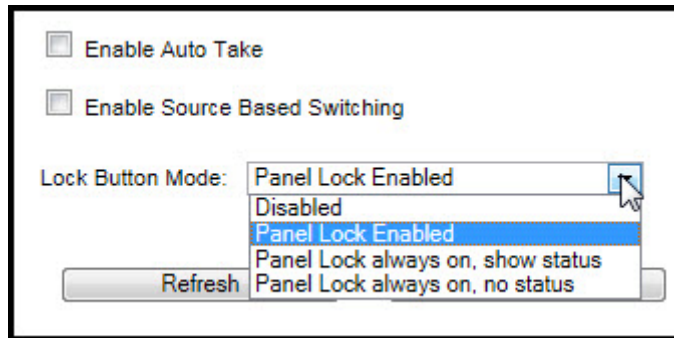 Enable Auto Take
Enable Source Based Switching
Lock Button Mode: Panel Lock Enabled
Disabled
Panel Lock Enabled
Panel Lock always on, show status
Refresh Panel Lock always on, no status